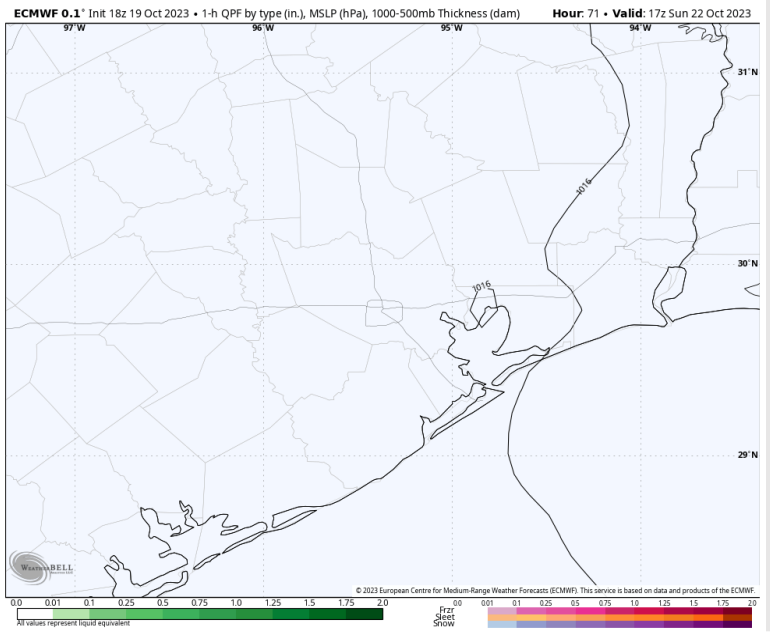 ECMWF 0.1° Init 18z 19 Oct 2023 • 1-h QPF by type (in.), MSLP (hPa), 1000-500mb Thickness (dam)
Hour: 71 • Valid: 17z Sun 22 Oct 2023
97°W 96°W 95°W 94°W
31°N
1016
30°N
1016
29°N
WEATHERBELL
© 2023 European Centre for Medium-Range Weather Forecasts (ECMWF). This service is based on data and products of the ECMWF.
0.0 0.01 0.1 0.25 0.5 0.75 1.0 1.25 1.5 1.75 2.0
All values represent liquid equivalent
0.0 0.01 0.1 0.25 0.50 0.75 1.0 1.25 1.5 1.75 2.0
Frzr
Sleet
Snow